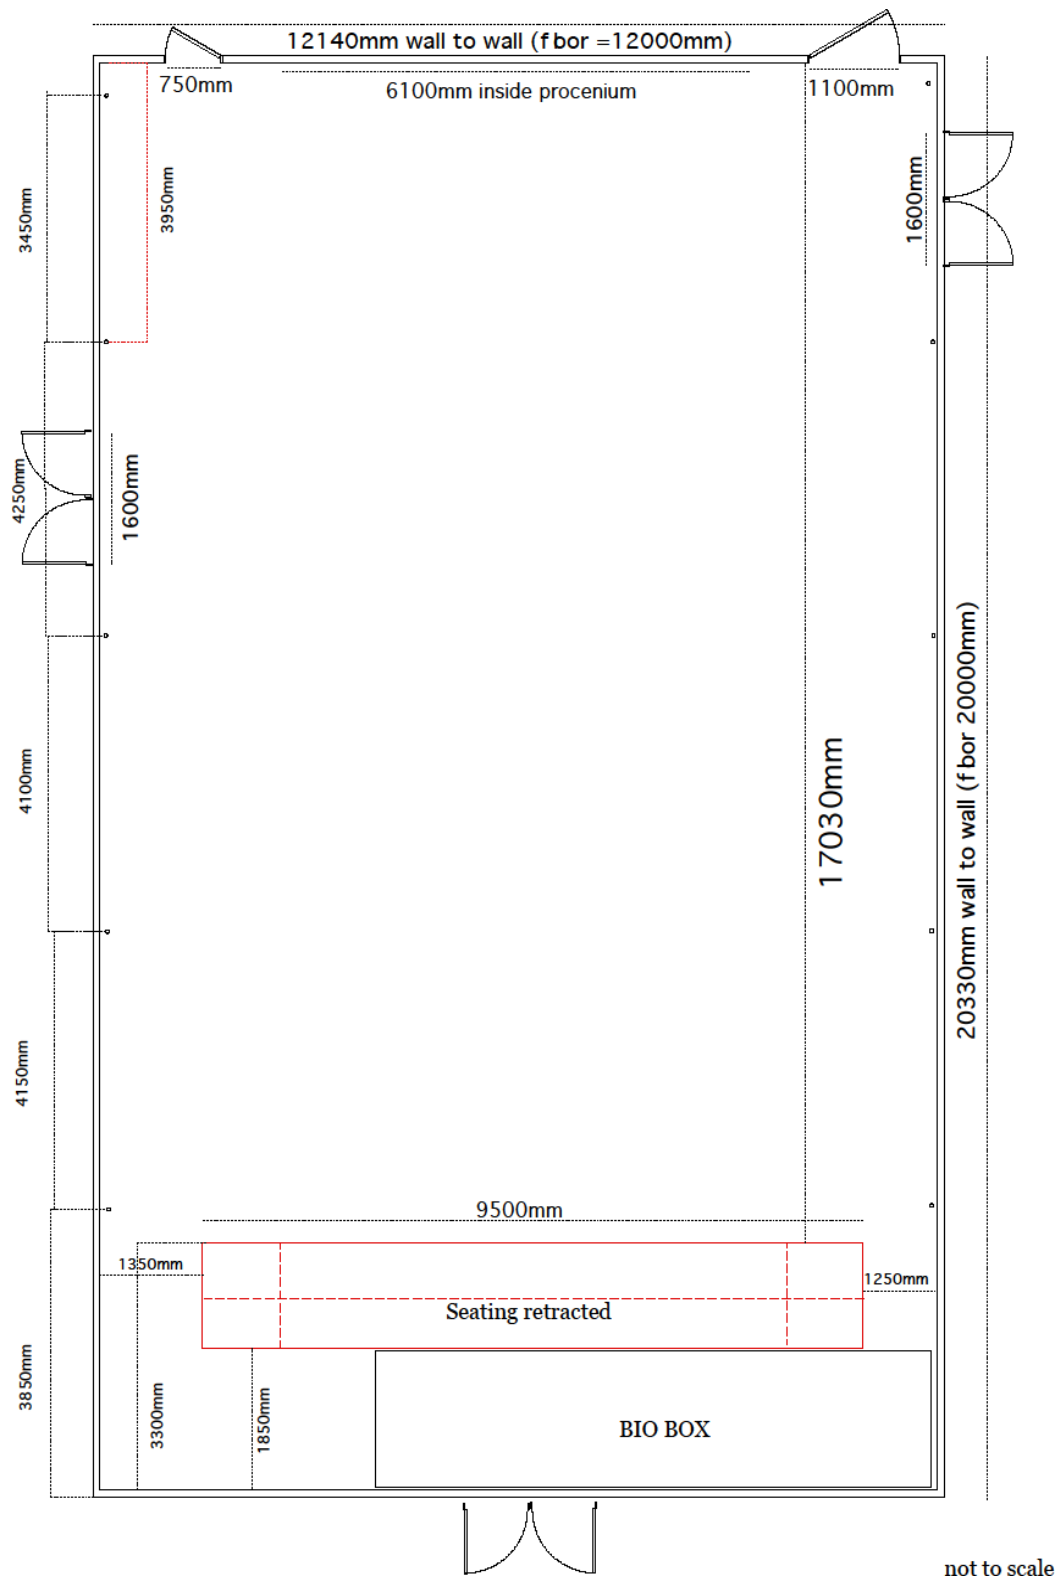 12140mm wall to wall (f bor =12000mm)
750mm
6100mm inside procenium
1100mm
3450mm
3950mm
1600mm
4250mm
1600mm
4100mm
17030mm
20330mm wall to wall (f bor 20000mm)
4150mm
9500mm
1350mm
1250mm
Seating retracted
3850mm
3300mm
1850mm
BIO BOX
not to scale